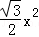 √3/2 x²